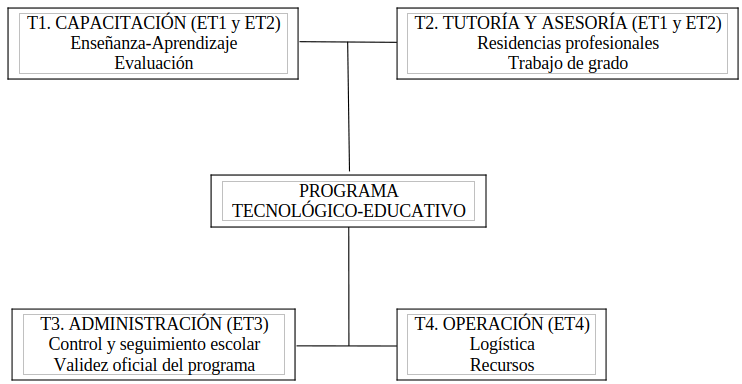 T1. CAPACITACIÓN (ET1 y ET2)
Enseñanza-Aprendizaje
Evaluación
T2. TUTORÍA Y ASESORÍA (ET1 y ET2)
Residencias profesionales
Trabajo de grado
PROGRAMA
TECNOLÓGICO-EDUCATIVO
T3. ADMINISTRACIÓN (ET3)
Control y seguimiento escolar
Validez oficial del programa
T4. OPERACIÓN (ET4)
Logística
Recursos